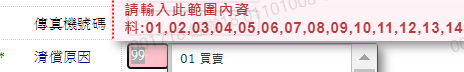 請輸入此範圍內資
傳真機號碼
料:01,02,03,04,05,06,07,08,09,10,11,12,13,14
* 清償原因 99 01 買賣